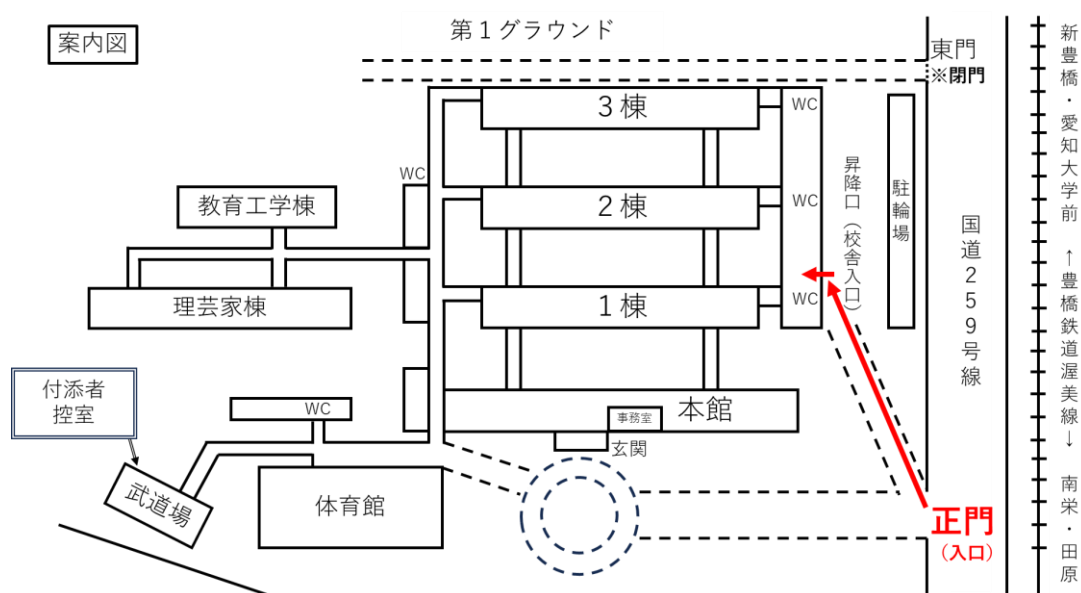 案内図
第１グラウンド
東門
※閉門
３棟
WC
WC
教育工学棟
２棟
WC
昇降口（校舎入口）
駐輪場
国道２５９号線
新豊橋・愛知大学前　↑豊橋鉄道渥美線↓　南栄・田原
理芸家棟
１棟
WC
付添者
控室
WC
事務室
本館
玄関
武道場
体育館
正門
（入口）